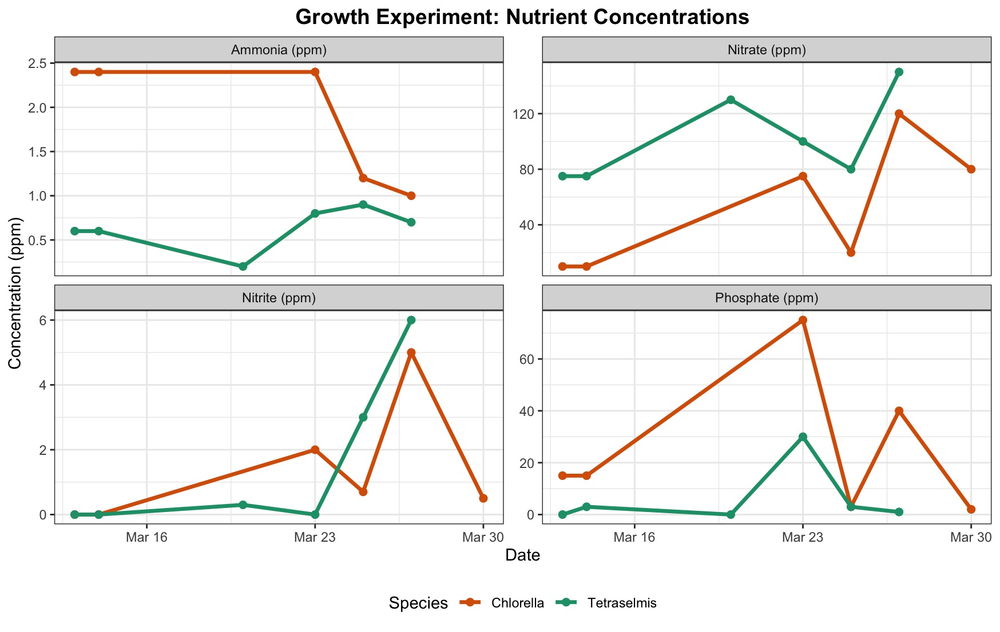 Growth Experiment: Nutrient Concentrations
Ammonia (ppm)
Nitrate (ppm)
2.5
2.0
1.5
1.0
0.5
120
80
40
Concentration (ppm)
Nitrite (ppm)
Phosphate (ppm)
6
4
2
0
60
40
20
0
Mar 16
Mar 23
Mar 30
Mar 16
Mar 23
Mar 30
Date
Species
Chlorella
Tetraselmis